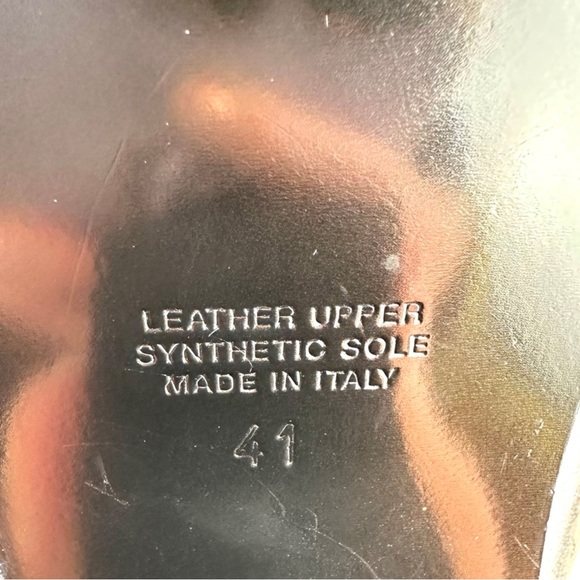 LEATHER UPPER
SYNTHETIC SOLE
MADE IN ITALY
41